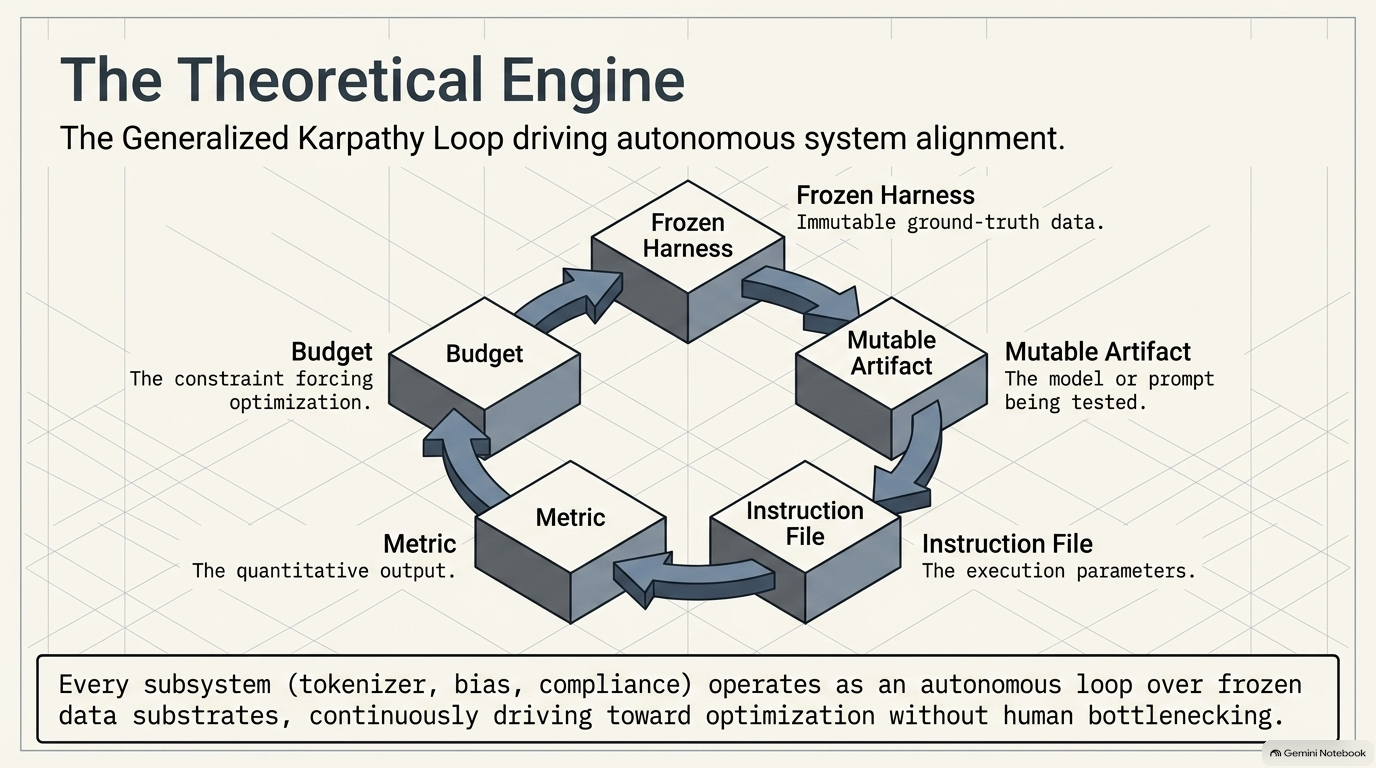 The Theoretical Engine
The Generalized Karpathy Loop driving autonomous system alignment.
Frozen
Harness
Frozen Harness
Immutable ground-truth data.
Mutable
Artifact
Mutable Artifact
The model or prompt
being tested.
Instruction
File
Instruction File
The execution parameters.
Metric
Metric
The quantitative output.
Budget
Budget
The constraint forcing
optimization.
Every subsystem (tokenizer, bias, compliance) operates as an autonomous loop over frozen
data substrates, continuously driving toward optimization without human bottlenecking.
Gemini Notebook